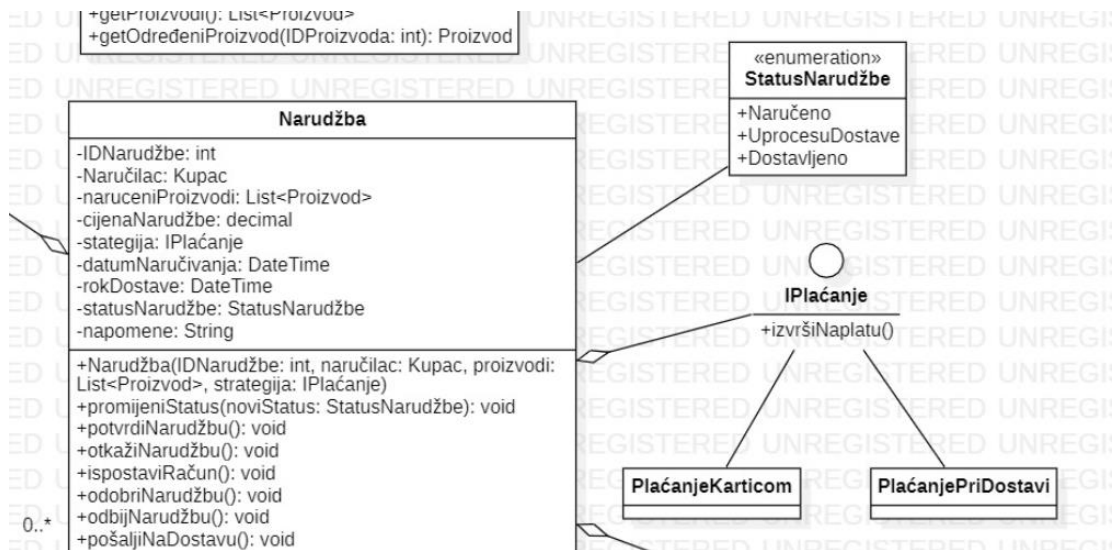 +getProizvodi(): List<Proizvod>
+getOdređeniProizvod(IDProizvoda: int): Proizvod
«enumeration»
StatusNarudžbe
+Naručeno
+UprocesuDostave
+Dostavljeno
Narudžba
-IDNarudžbe: int
-Naručilac: Kupac
-naruceniProizvodi: List<Proizvod>
-cijenaNarudžbe: decimal
-stategija: IPlaćanje
-datumNaručivanja: DateTime
-rokDostave: DateTime
-statusNarudžbe: StatusNarudžbe
-napomene: String
+Narudžba(IDNarudžbe: int, naručilac: Kupac, proizvodi:
List<Proizvod>, strategija: IPlaćanje)
+promijeniStatus(noviStatus: StatusNarudžbe): void
+potvrdiNarudžbu(): void
+otkažiNarudžbu(): void
+ispostaviRačun(): void
+odobriNarudžbu(): void
+odbijNarudžbu(): void
+pošaljiNaDostavu(): void
0..*
IPlaćanje
+izvršiNaplatu()
PlaćanjeKarticom
PlaćanjePriDostavi
UNREGISTERED